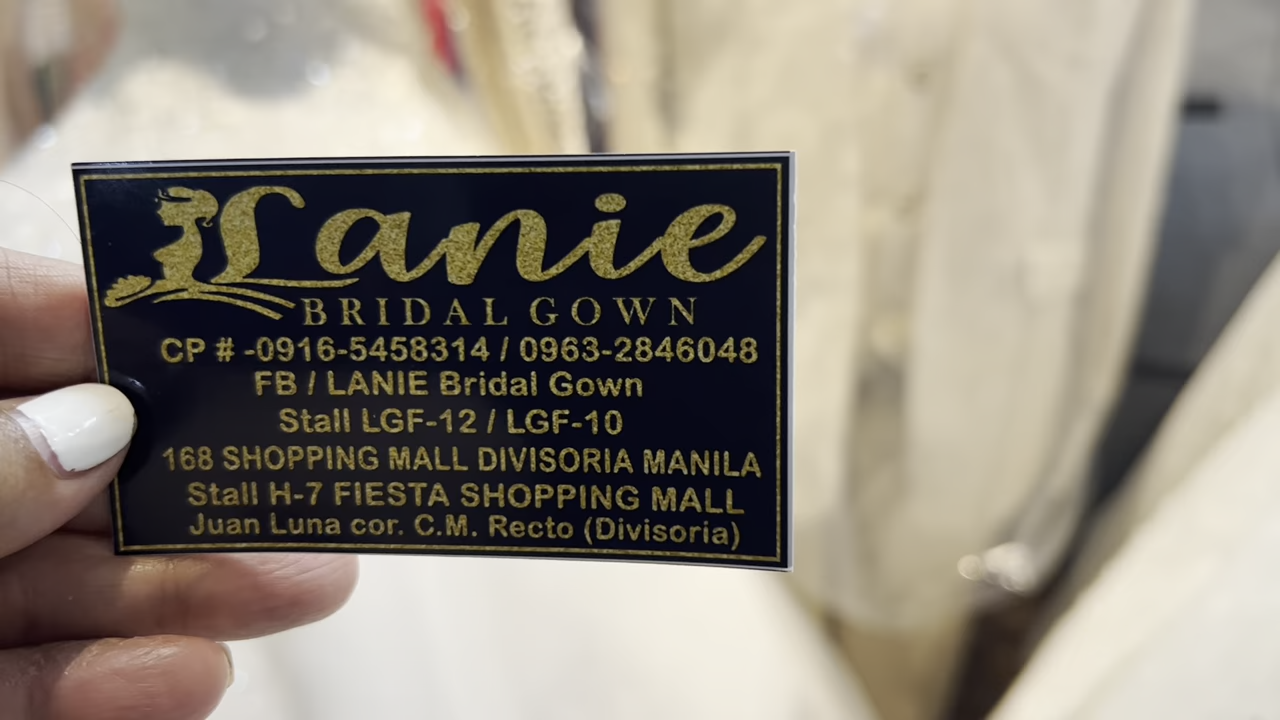 Lanie
BRIDAL GOWN
CP # -0916-5458314 / 0963-2846048
FB / LANIE Bridal Gown
Stall LGF-12 / LGF-10
168 SHOPPING MALL DIVISORIA MANILA
Stall H-7 FIESTA SHOPPING MALL
Juan Luna cor. C.M. Recto (Divisoria)